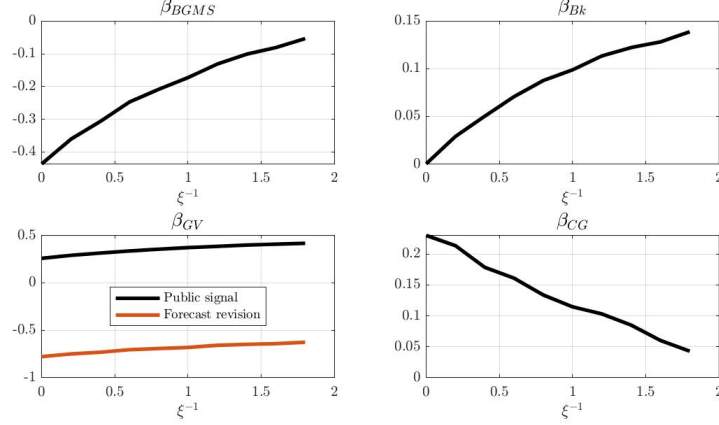 β_BGMS
0
-0.1
-0.2
-0.3
-0.4
0 0.5 1 1.5 2
ξ⁻¹
β_Bk
0.15
0.1
0.05
0
0 0.5 1 1.5 2
ξ⁻¹
β_GV
0.5
0
-0.5
-1
Public signal
Forecast revision
0 0.5 1 1.5 2
ξ⁻¹
β_CG
0.2
0.15
0.1
0.05
0
0 0.5 1 1.5 2
ξ⁻¹